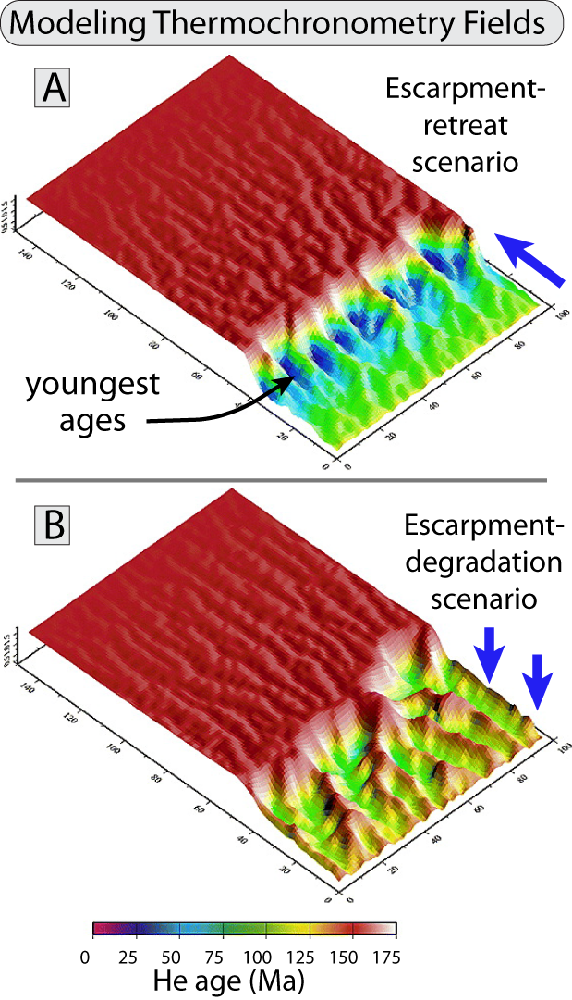 Modeling Thermochronometry Fields
A
Escarpment-
retreat
scenario
140
120
100
80
60
20
0
0
20
40
60
80
100
youngest
ages
B
Escarpment-
degradation
scenario
140
120
100
80
60
40
20
0
0
20
40
60
80
100
0 25 50 75 100 125 150 175
He age (Ma)